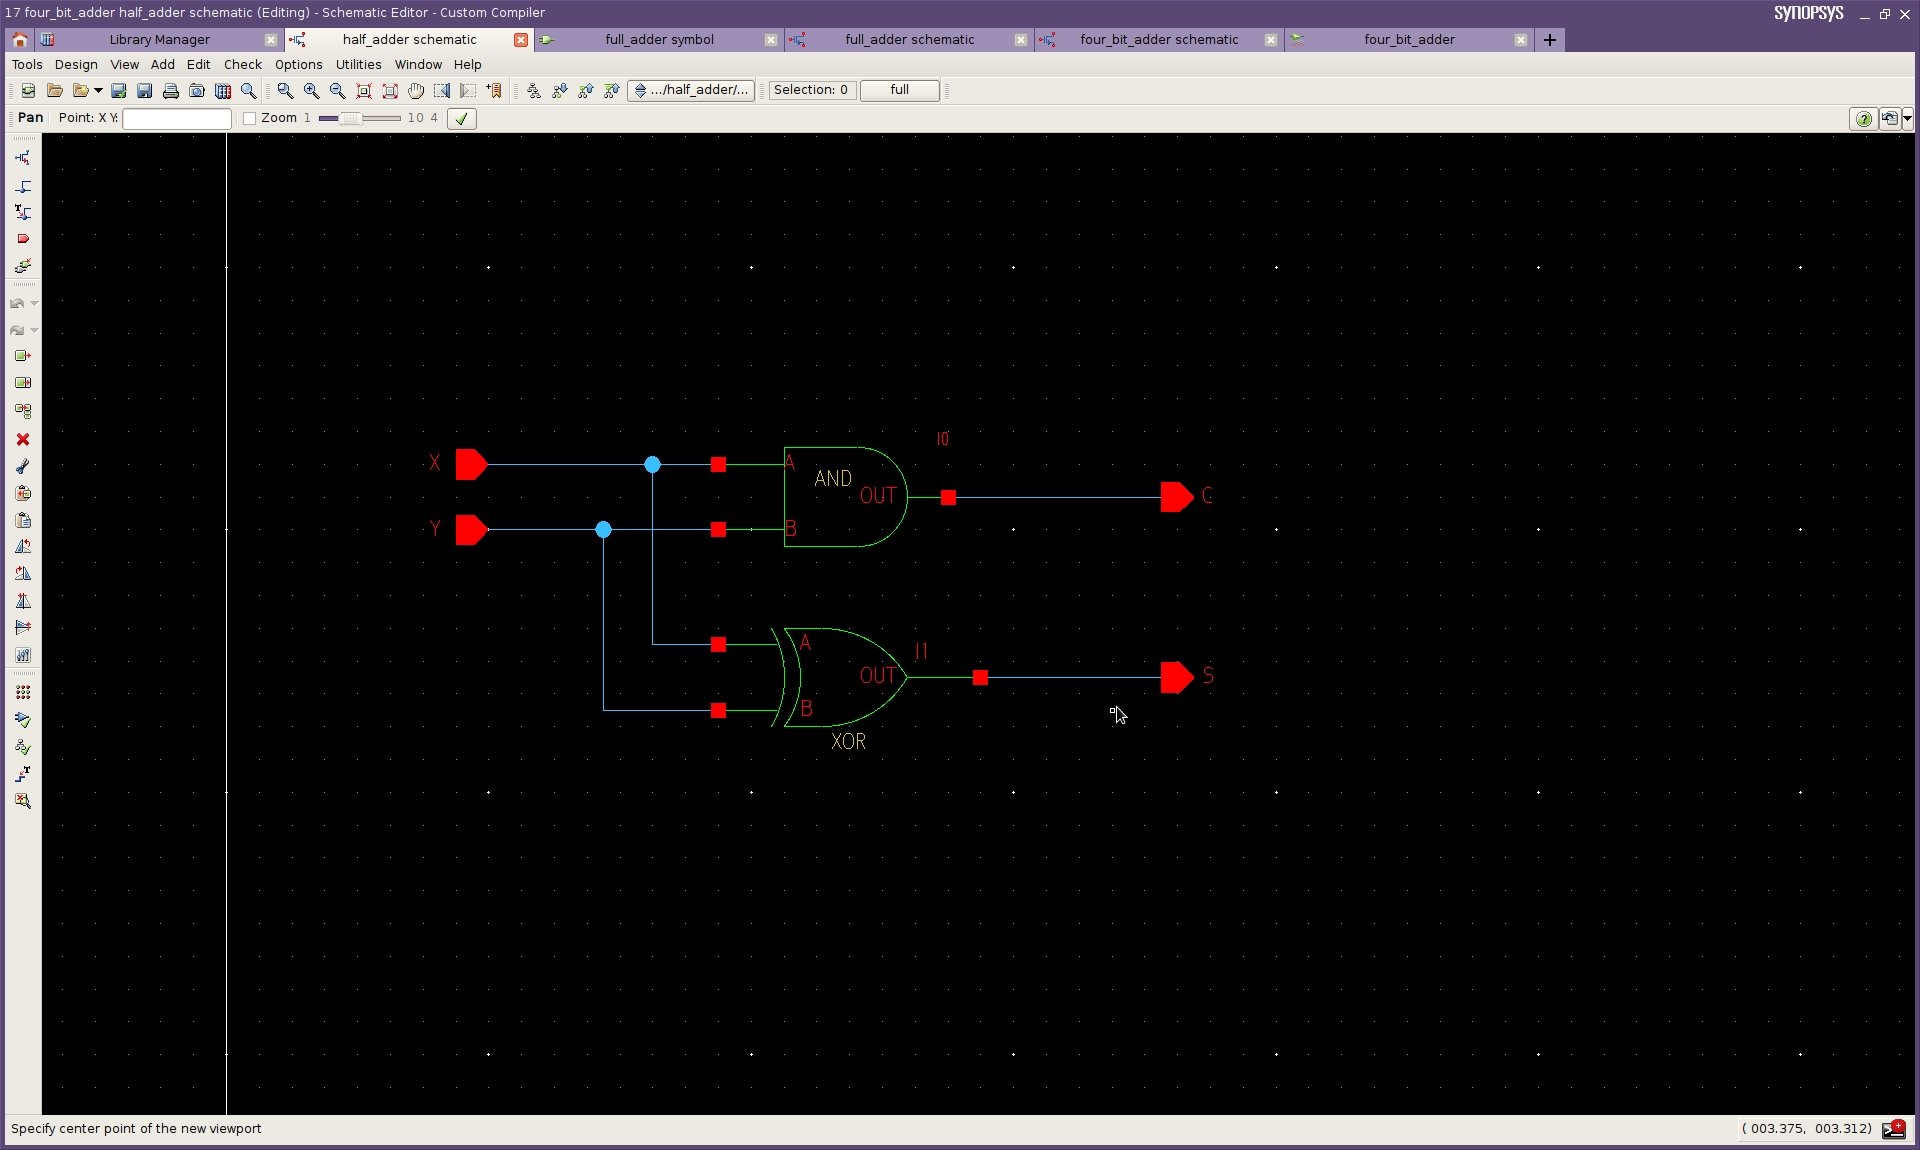 17 four_bit_adder half_adder schematic (Editing) - Schematic Editor - Custom Compiler
SYNOPSYS
Library Manager
half_adder schematic
full_adder symbol
full_adder schematic
four_bit_adder schematic
four_bit_adder
Tools Design View Add Edit Check Options Utilities Window Help
.../half_adder/... Selection: 0 full
Pan Point: X Y: Zoom 1 10 4
I0
X
A
AND
OUT
C
Y
B
A
I1
OUT
S
B
XOR
Specify center point of the new viewport
( 003.375, 003.312)